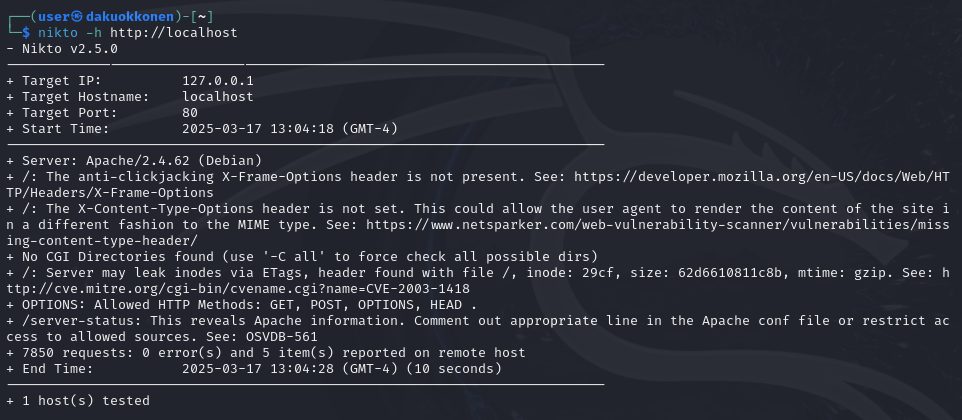 ┌──(user㉿dakuokkonen)-[~]
└─$ nikto -h http://localhost
- Nikto v2.5.0
---------------------------------------------------------------------------
+ Target IP:          127.0.0.1
+ Target Hostname:    localhost
+ Target Port:        80
+ Start Time:         2025-03-17 13:04:18 (GMT-4)
---------------------------------------------------------------------------
+ Server: Apache/2.4.62 (Debian)
+ /: The anti-clickjacking X-Frame-Options header is not present. See: https://developer.mozilla.org/en-US/docs/Web/HT
TP/Headers/X-Frame-Options
+ /: The X-Content-Type-Options header is not set. This could allow the user agent to render the content of the site i
n a different fashion to the MIME type. See: https://www.netsparker.com/web-vulnerability-scanner/vulnerabilities/miss
ing-content-type-header/
+ No CGI Directories found (use '-C all' to force check all possible dirs)
+ /: Server may leak inodes via ETags, header found with file /, inode: 29cf, size: 62d6610811c8b, mtime: gzip. See: h
ttp://cve.mitre.org/cgi-bin/cvename.cgi?name=CVE-2003-1418
+ OPTIONS: Allowed HTTP Methods: GET, POST, OPTIONS, HEAD .
+ /server-status: This reveals Apache information. Comment out appropriate line in the Apache conf file or restrict ac
cess to allowed sources. See: OSVDB-561
+ 7850 requests: 0 error(s) and 5 item(s) reported on remote host
+ End Time:           2025-03-17 13:04:28 (GMT-4) (10 seconds)
---------------------------------------------------------------------------
+ 1 host(s) tested